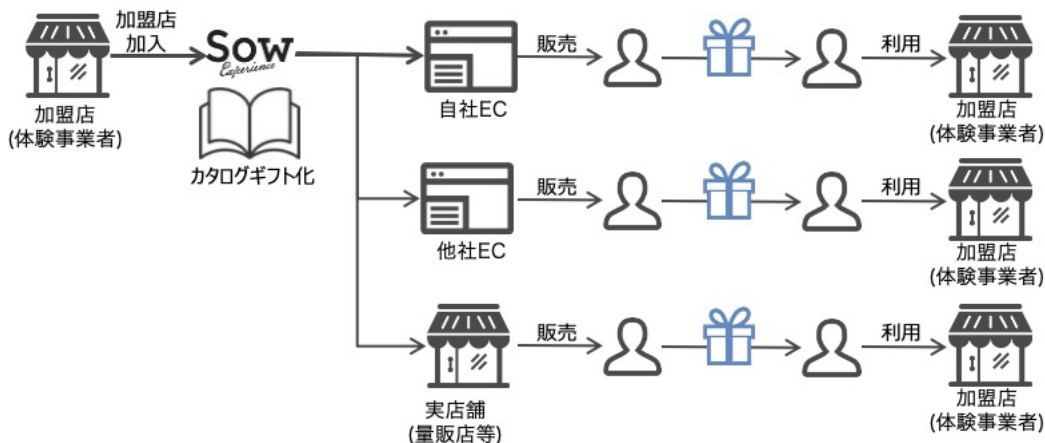 加盟店
加入
Sow
Experience
加盟店
(体験事業者)
カタログギフト化
自社EC
販売
利用
加盟店
(体験事業者)
他社EC
販売
利用
加盟店
(体験事業者)
実店舗
(量販店等)
販売
利用
加盟店
(体験事業者)